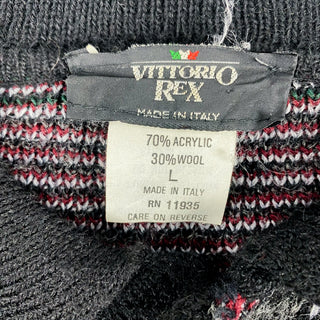 VITTORIO
REX
MADE IN ITALY
70% ACRYLIC
30% WOOL
L
MADE IN ITALY
RN 11935
CARE ON REVERSE